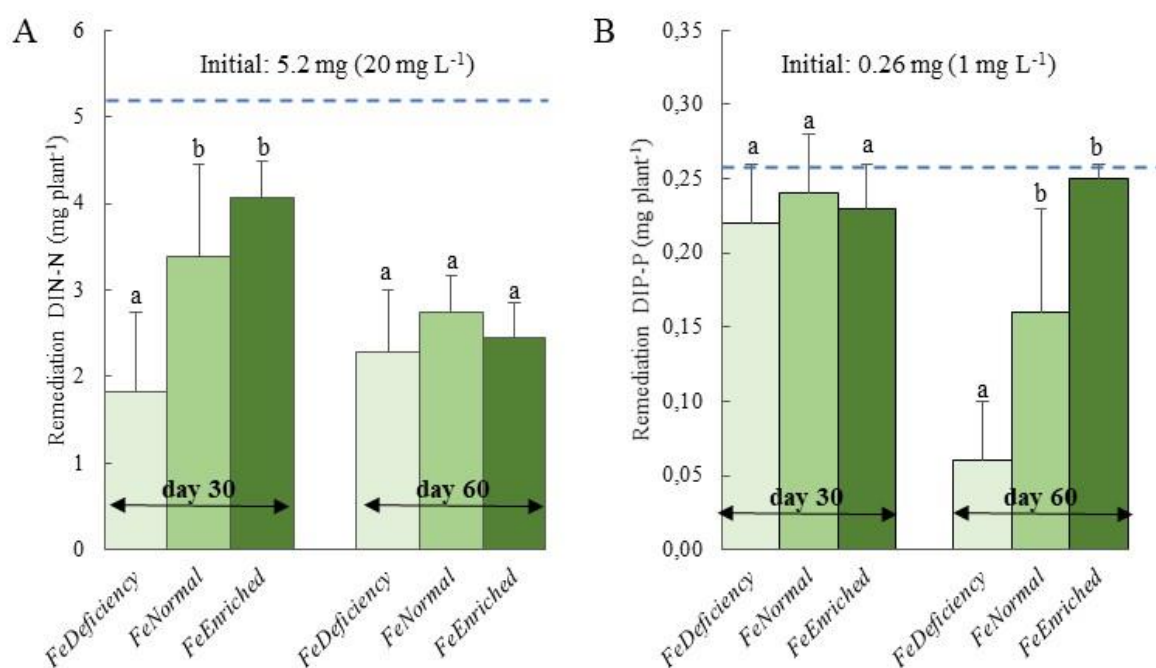 A
Initial: 5.2 mg (20 mg L⁻¹)
Remediation DIN-N (mg plant⁻¹)
6
5
4
3
2
1
0
a
b
b
a
a
a
day 30
day 60
FeDeficiency
FeNormal
FeEnriched
FeDeficiency
FeNormal
FeEnriched
B
Initial: 0.26 mg (1 mg L⁻¹)
Remediation DIP-P (mg plant⁻¹)
0,35
0,30
0,25
0,20
0,15
0,10
0,05
0,00
a
a
a
a
b
b
day 30
day 60
FeDeficiency
FeNormal
FeEnriched
FeDeficiency
FeNormal
FeEnriched